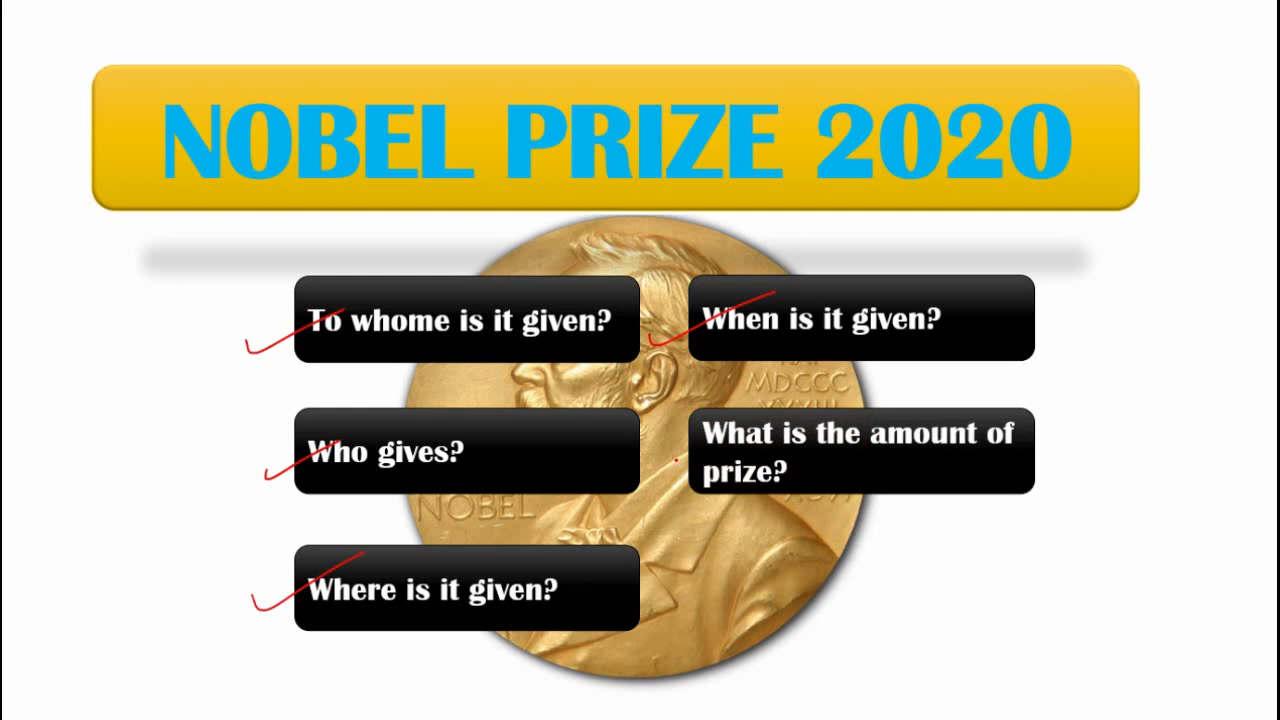 NOBEL PRIZE 2020
To whome is it given?
When is it given?
Who gives?
What is the amount of
prize?
Where is it given?
MDCCC
NOBEL